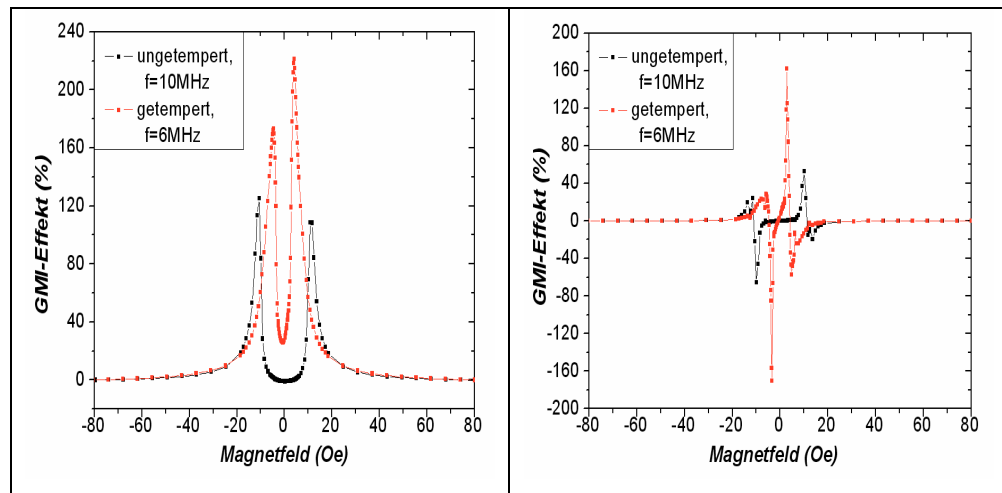 ungetempert,
f=10MHz
getempert,
f=6MHz
GMI-Effekt (%)
240
200
160
120
80
40
0
-80 -60 -40 -20 0 20 40 60 80
Magnetfeld (Oe)
ungetempert,
f=10MHz
getempert,
f=6MHz
GMI-Effekt (%)
200
160
120
80
40
0
-40
-80
-120
-160
-200
-80 -60 -40 -20 0 20 40 60 80
Magnetfeld (Oe)